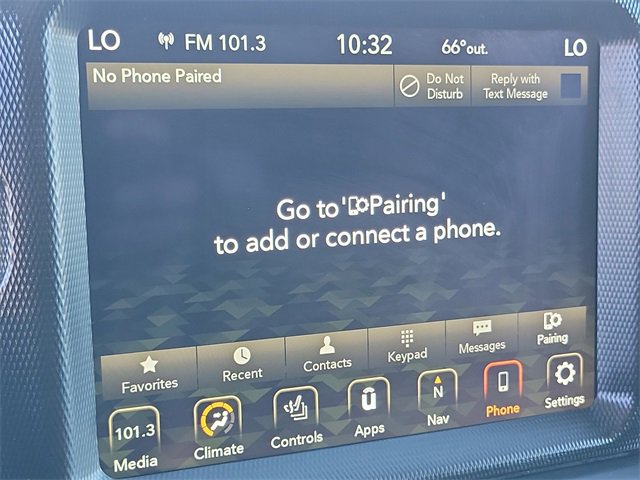 LO FM 101.3 10:32 66°out. LO
No Phone Paired Do Not Disturb Reply with Text Message
Go to 'Pairing'
to add or connect a phone.
Favorites Recent Contacts Keypad Messages Pairing
101.3 N
Media Climate Controls Apps Nav Phone Settings